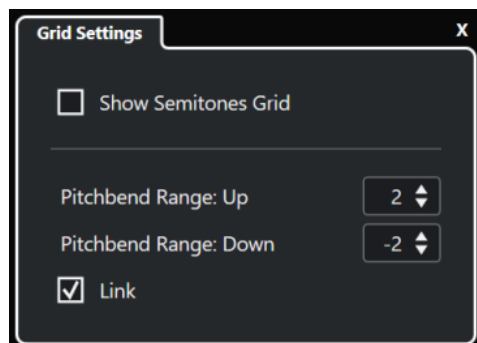 Grid Settings
X
Show Semitones Grid
Pitchbend Range: Up 2
Pitchbend Range: Down -2
Link